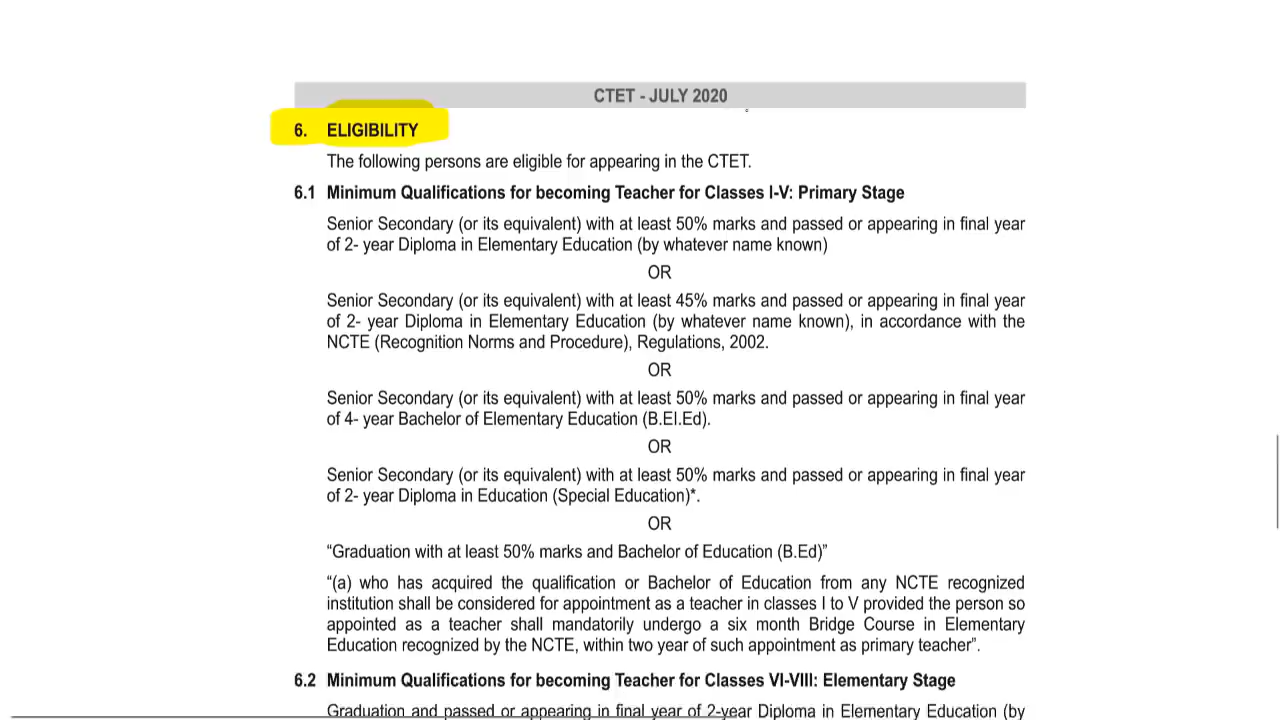 CTET - JULY 2020
6. ELIGIBILITY
The following persons are eligible for appearing in the CTET.
6.1 Minimum Qualifications for becoming Teacher for Classes I-V: Primary Stage
Senior Secondary (or its equivalent) with at least 50% marks and passed or appearing in final year
of 2- year Diploma in Elementary Education (by whatever name known)
OR
Senior Secondary (or its equivalent) with at least 45% marks and passed or appearing in final year
of 2- year Diploma in Elementary Education (by whatever name known), in accordance with the
NCTE (Recognition Norms and Procedure), Regulations, 2002.
OR
Senior Secondary (or its equivalent) with at least 50% marks and passed or appearing in final year
of 4- year Bachelor of Elementary Education (B.El.Ed).
OR
Senior Secondary (or its equivalent) with at least 50% marks and passed or appearing in final year
of 2- year Diploma in Education (Special Education)*.
OR
“Graduation with at least 50% marks and Bachelor of Education (B.Ed)”
“(a) who has acquired the qualification or Bachelor of Education from any NCTE recognized
institution shall be considered for appointment as a teacher in classes I to V provided the person so
appointed as a teacher shall mandatorily undergo a six month Bridge Course in Elementary
Education recognized by the NCTE, within two year of such appointment as primary teacher”.
6.2 Minimum Qualifications for becoming Teacher for Classes VI-VIII: Elementary Stage
Graduation and passed or appearing in final year of 2-year Diploma in Elementary Education (by